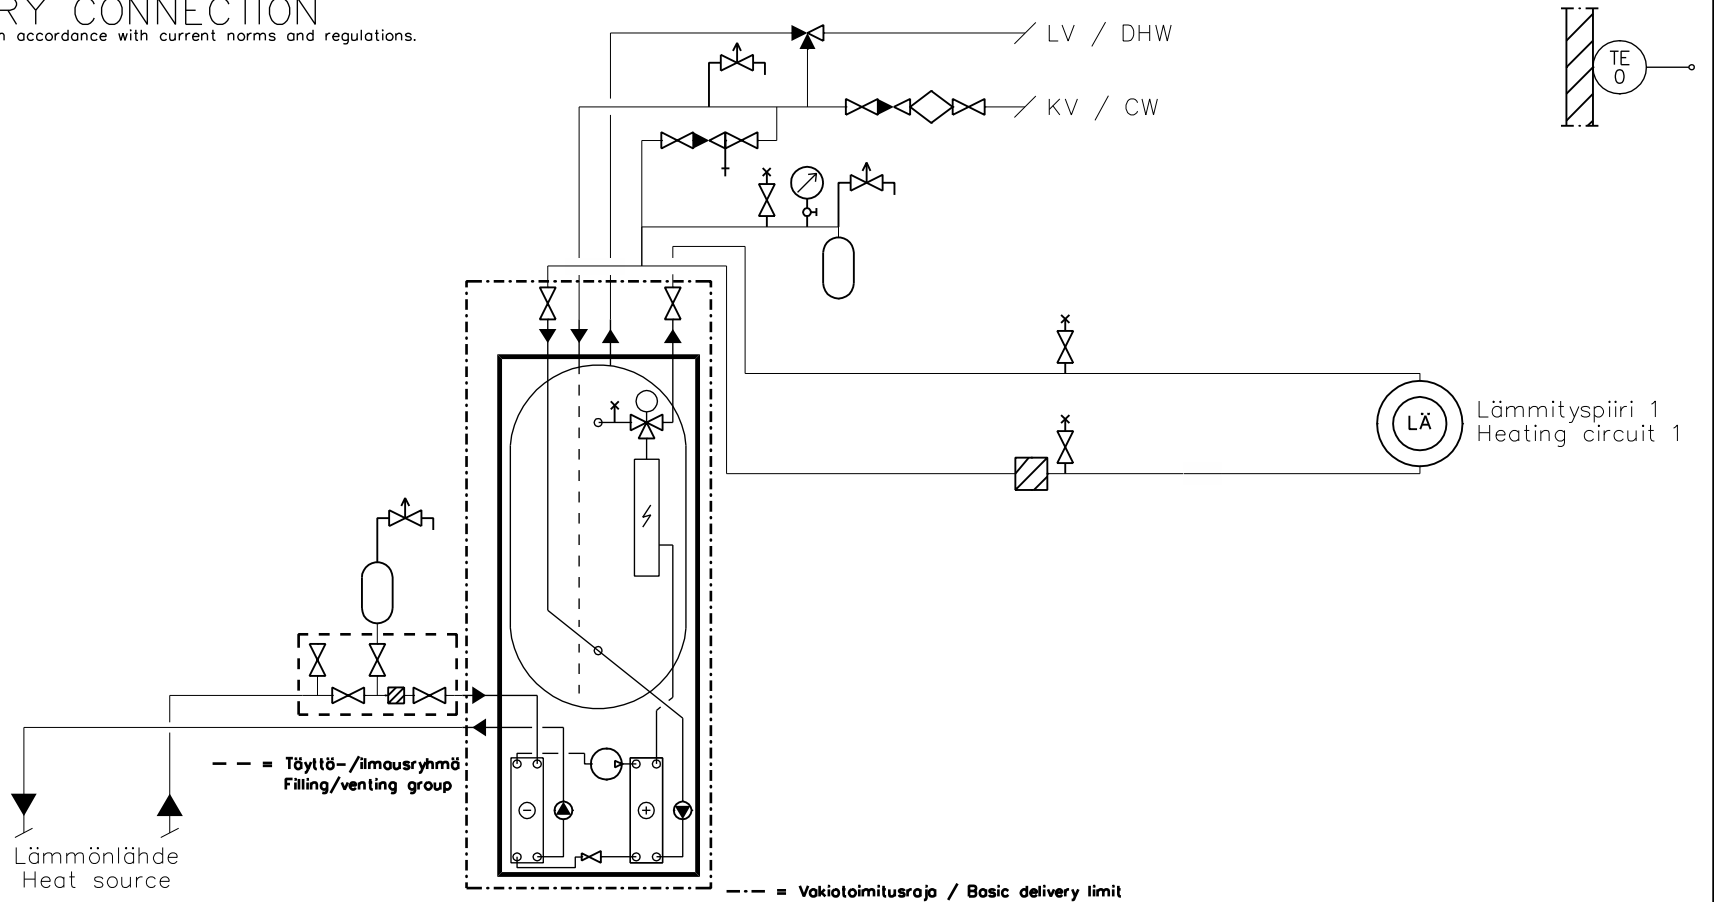 RY CONNECTION
n accordance with current norms and regulations.
LV / DHW
TE
0
KV / CW
LÄ
Lämmityspiiri 1
Heating circuit 1
= Täyttö-/ilmausryhmä
Filling/venting group
Lämmönlähde
Heat source
= Vakiotoimitusraja / Basic delivery limit